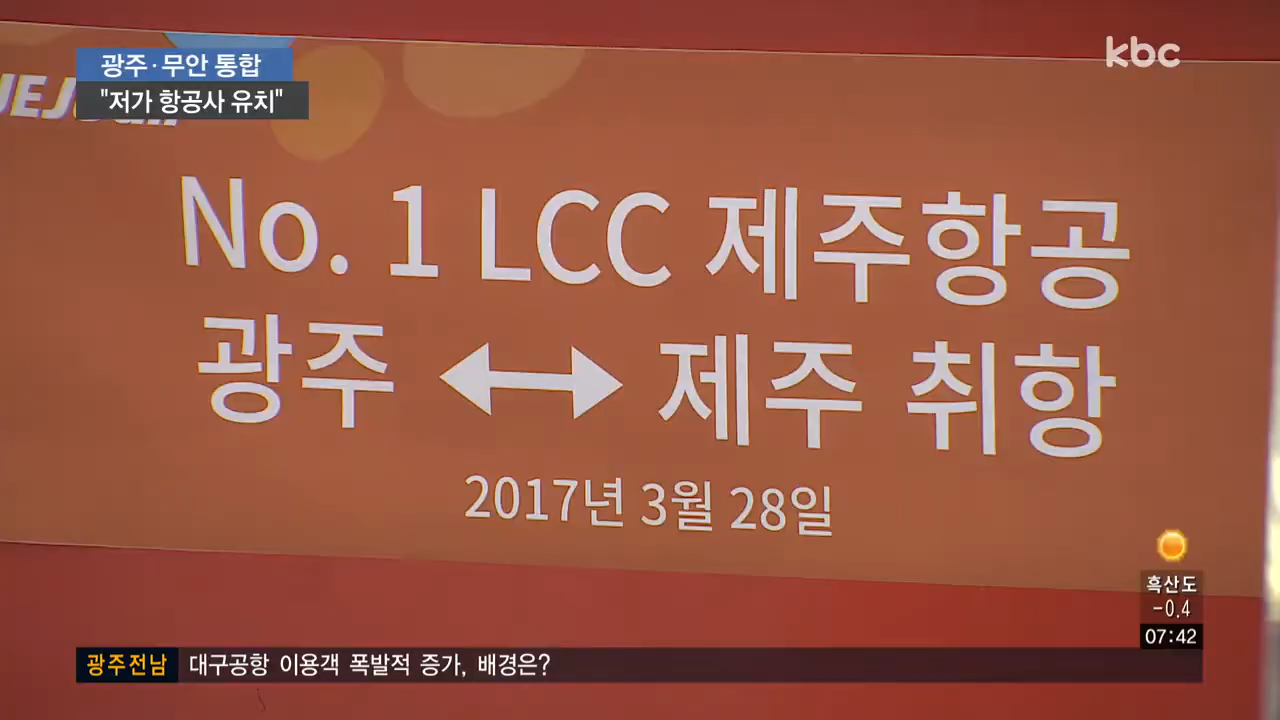 광주·무안 통합
"저가 항공사 유치"
kbc
No. 1 LCC 제주항공
광주 ↔ 제주 취항
2017년 3월 28일
흑산도
-0.4
07:42
광주전남 대구공항 이용객 폭발적 증가, 배경은?